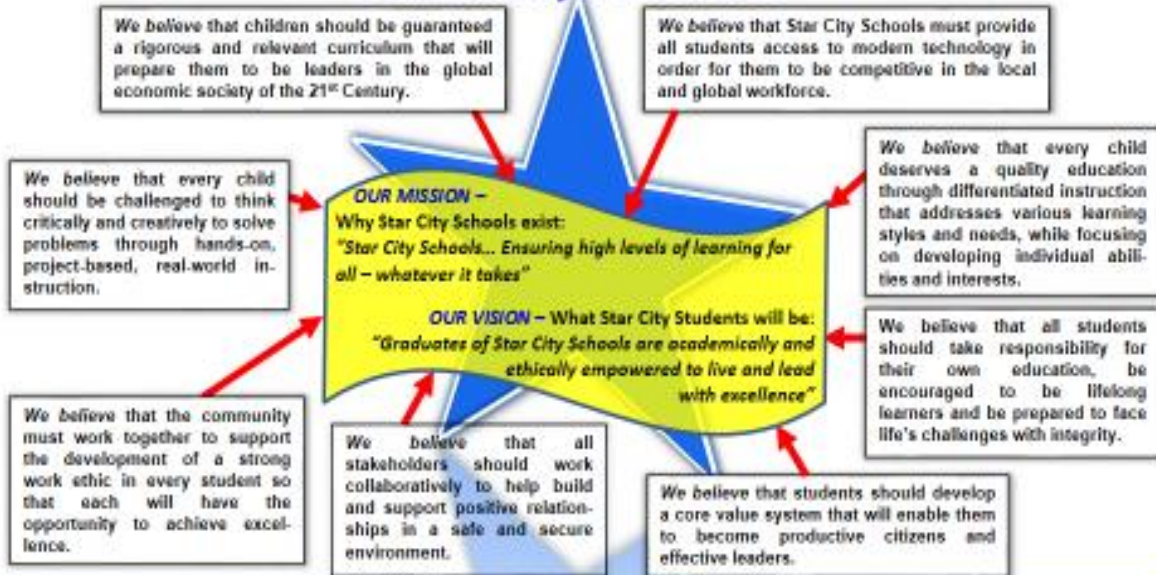 We believe that children should be guaranteed
a rigorous and relevant curriculum that will
prepare them to be leaders in the global
economic society of the 21st Century.
We believe that Star City Schools must provide
all students access to modern technology in
order for them to be competitive in the local
and global workforce.
We believe that every child
should be challenged to think
critically and creatively to solve
problems through hands-on,
project-based, real-world in-
struction.
OUR MISSION –
Why Star City Schools exist:
"Star City Schools... Ensuring high levels of learning for
all – whatever it takes"
OUR VISION – What Star City Students will be:
"Graduates of Star City Schools are academically and
ethically empowered to live and lead
with excellence"
We believe that every child
deserves a quality education
through differentiated instruction
that addresses various learning
styles and needs, while focusing
on developing individual abili-
ties and interests.
We believe that all students
should take responsibility for
their own education, be
encouraged to be lifelong
learners and be prepared to face
life's challenges with integrity.
We believe that the community
must work together to support
the development of a strong
work ethic in every student so
that each will have the
opportunity to achieve excel-
lence.
We believe that all
stakeholders should work
collaboratively to help build
and support positive relation-
ships in a safe and secure
environment.
We believe that students should develop
a core value system that will enable them
to become productive citizens and
effective leaders.